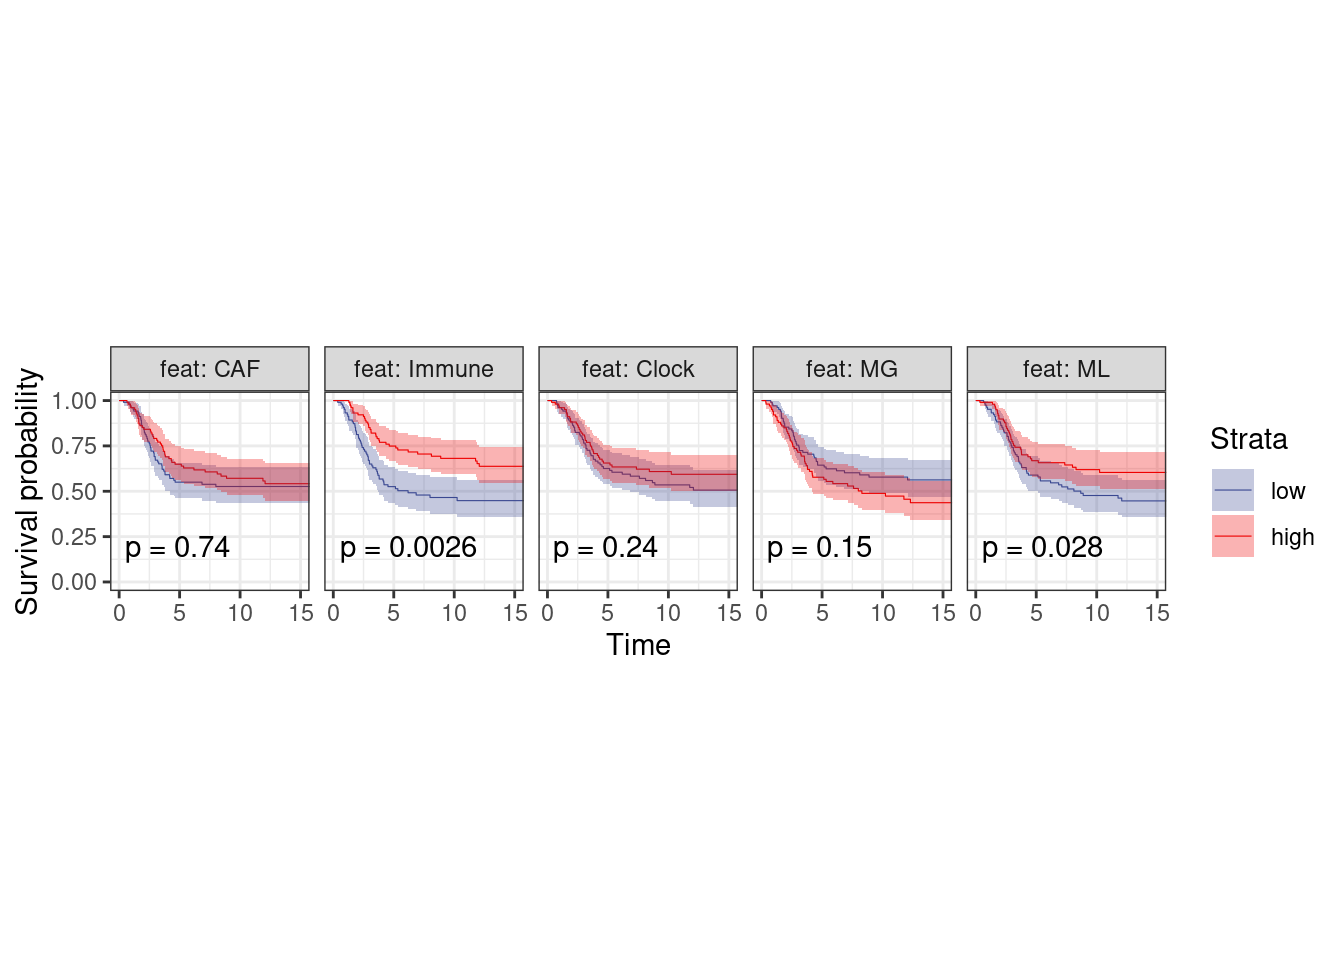 feat: CAF feat: Immune feat: Clock feat: MG feat: ML
Survival probability
1.00
0.75
0.50
0.25
0.00
p = 0.74 p = 0.0026 p = 0.24 p = 0.15 p = 0.028
0 5 10 15 0 5 10 15 0 5 10 15 0 5 10 15 0 5 10 15
Time
Strata
low
high